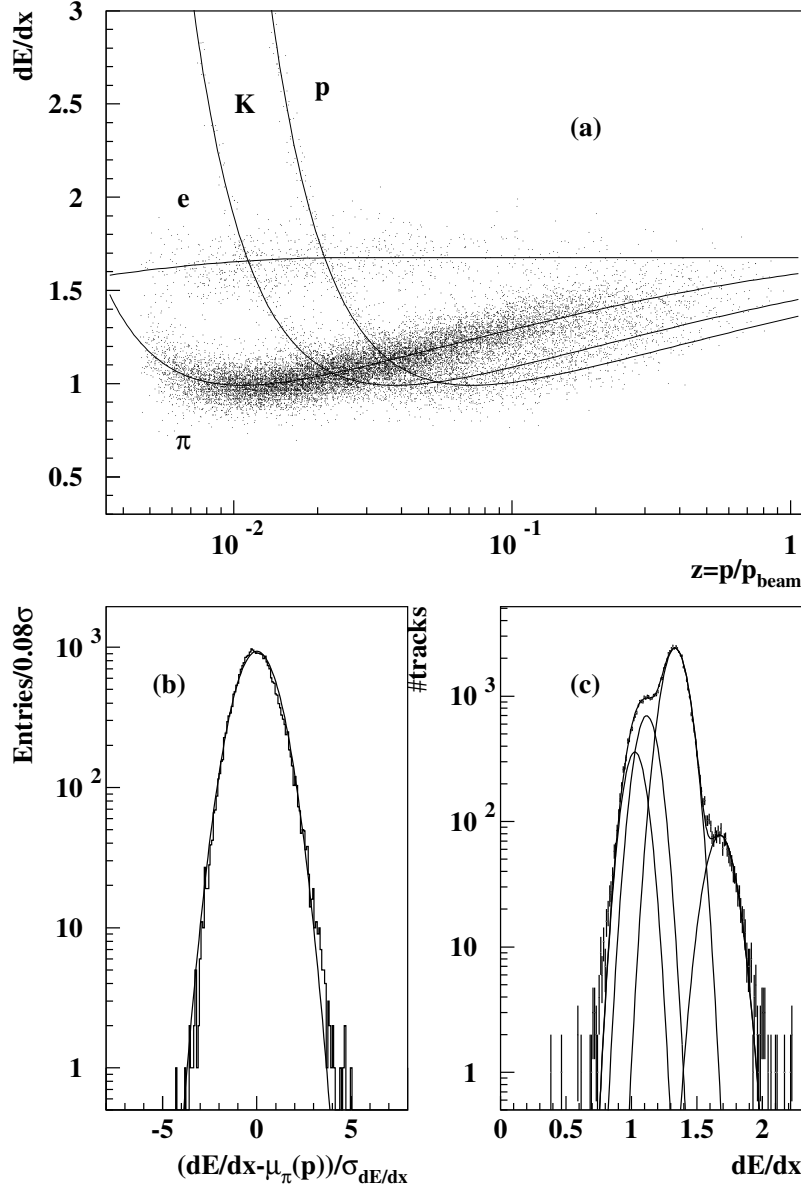 dE/dx
3
2.5
2
1.5
1
0.5
K
p
e
π
(a)
10^-2
10^-1
1
z=p/p_beam
Entries/0.08σ
10^3
10^2
10
1
(b)
-5
0
5
(dE/dx-μ_π(p))/σ_dE/dx
#tracks
10^3
10^2
10
1
(c)
0
0.5
1
1.5
2
dE/dx